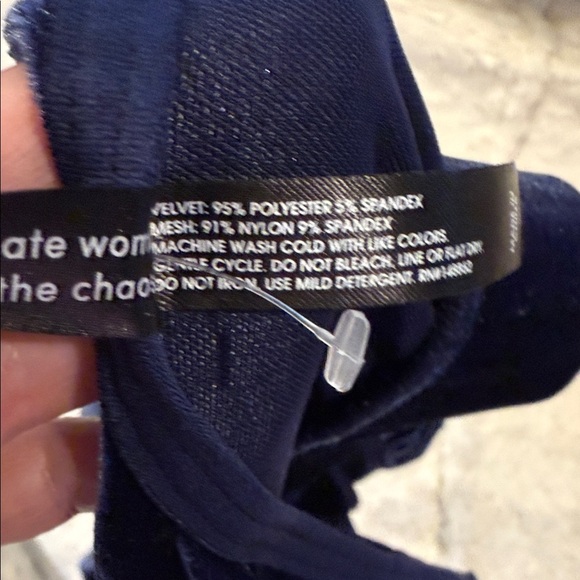 ate wom
the chao
VELVET: 95% POLYESTER 5% SPANDEX
MESH: 91% NYLON 9% SPANDEX
MACHINE WASH COLD WITH LIKE COLORS.
GENTLE CYCLE. DO NOT BLEACH. LINE OR FLAT DRY.
DO NOT IRON. USE MILD DETERGENT.